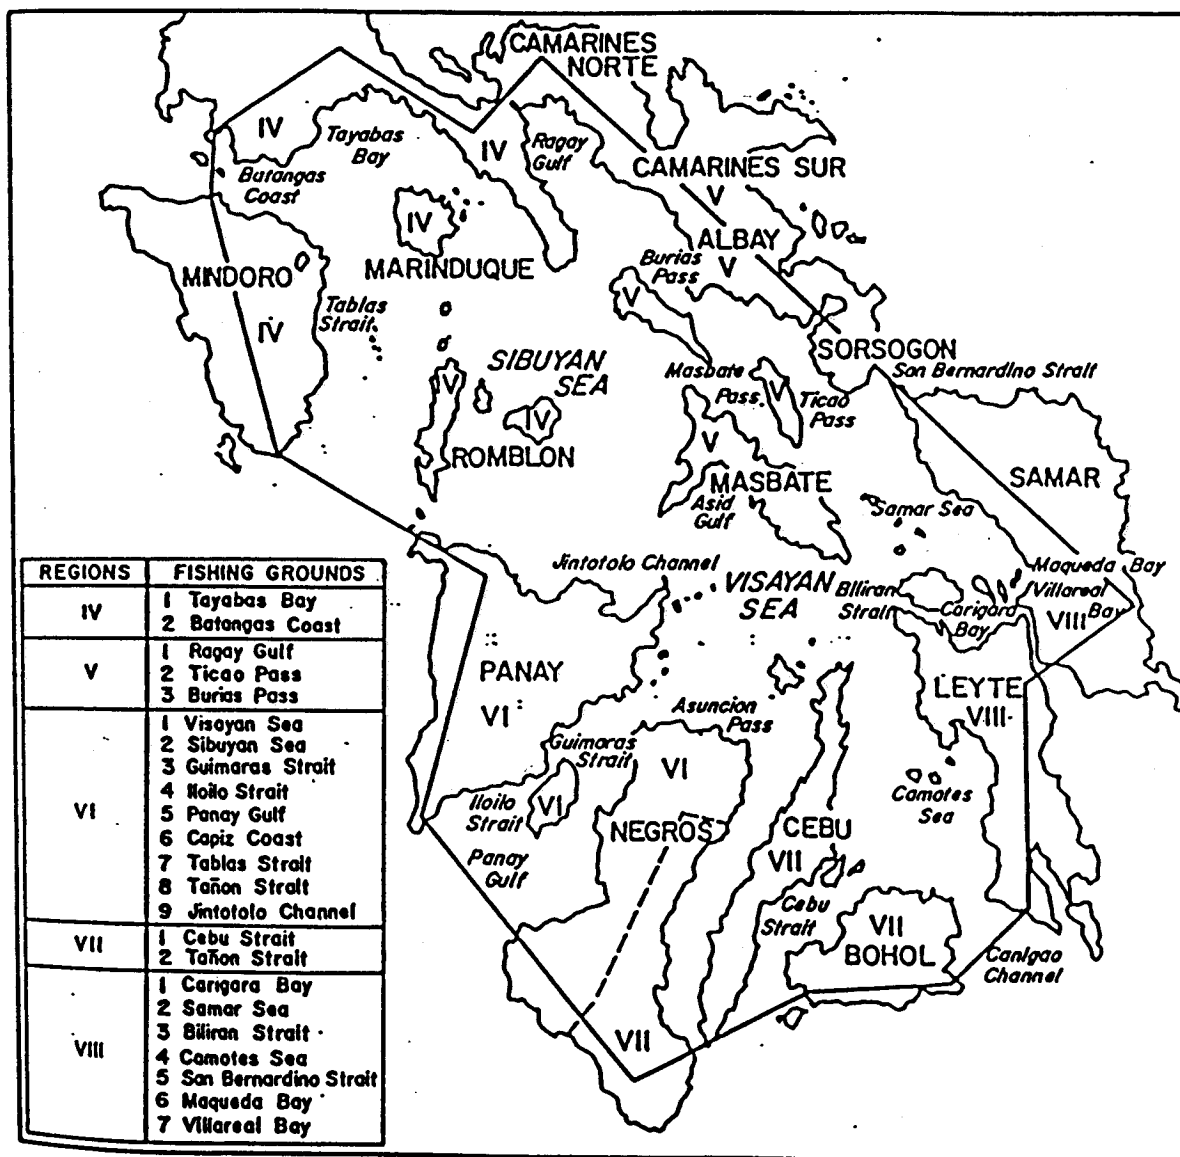 CAMARINES
NORTE
IV
Tayabas
Bay
IV
Ragay
Gulf
Batangas
Coast
CAMARINES SUR
V
IV
MARINDUQUE
ALBAY
V
Burias
Pass
MINDORO
IV
Tablas
Strait
V
SORSOGON
San Bernardino Strait
SIBUYAN
SEA
V
IV
ROMBLON
Masbate
Pass.
V
Ticao
Pass
V
MASBATE
Asid
Gulf
SAMAR
Samar Sea
Jintotolo Channel
VISAYAN
SEA
Biliran
Strait
Carigara
Bay
Maqueda Bay
Villareal
Bay
VIII
PANAY
VI
LEYTE
VIII
Asuncion
Pass
Guimaras
Strait
VI
Iloilo
Strait
VI
NEGROS
Panay
Gulf
CEBU
VII
Camotes
Sea
Cebu
Strait
VII
BOHOL
Canigao
Channel
VII
REGIONS FISHING GROUNDS
IV
1 Tayabas Bay
2 Batangas Coast
V
1 Ragay Gulf
2 Ticao Pass
3 Burias Pass
VI
1 Visayan Sea
2 Sibuyan Sea
3 Guimaras Strait
4 Iloilo Strait
5 Panay Gulf
6 Capiz Coast
7 Tablas Strait
8 Tañon Strait
9 Jintotolo Channel
VII
1 Cebu Strait
2 Tañon Strait
VIII
1 Carigara Bay
2 Samar Sea
3 Biliran Strait
4 Camotes Sea
5 San Bernardino Strait
6 Maqueda Bay
7 Villareal Bay